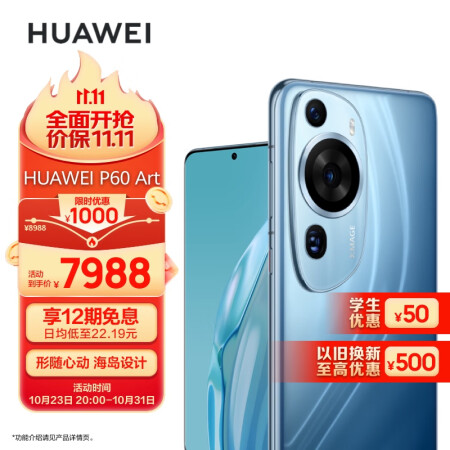 HUAWEI
11.11
全面开抢
价保11.11
HUAWEI P60 Art
限时优惠
¥1000
¥8988
活动
到手价
¥7988
享12期免息
日均低至22.19元
形随心动 海岛设计
活动时间
10月23日 20:00-10月31日
学生
优惠
¥50
以旧换新
至高优惠
¥500
XMAGE
*功能介绍请见产品详情页。